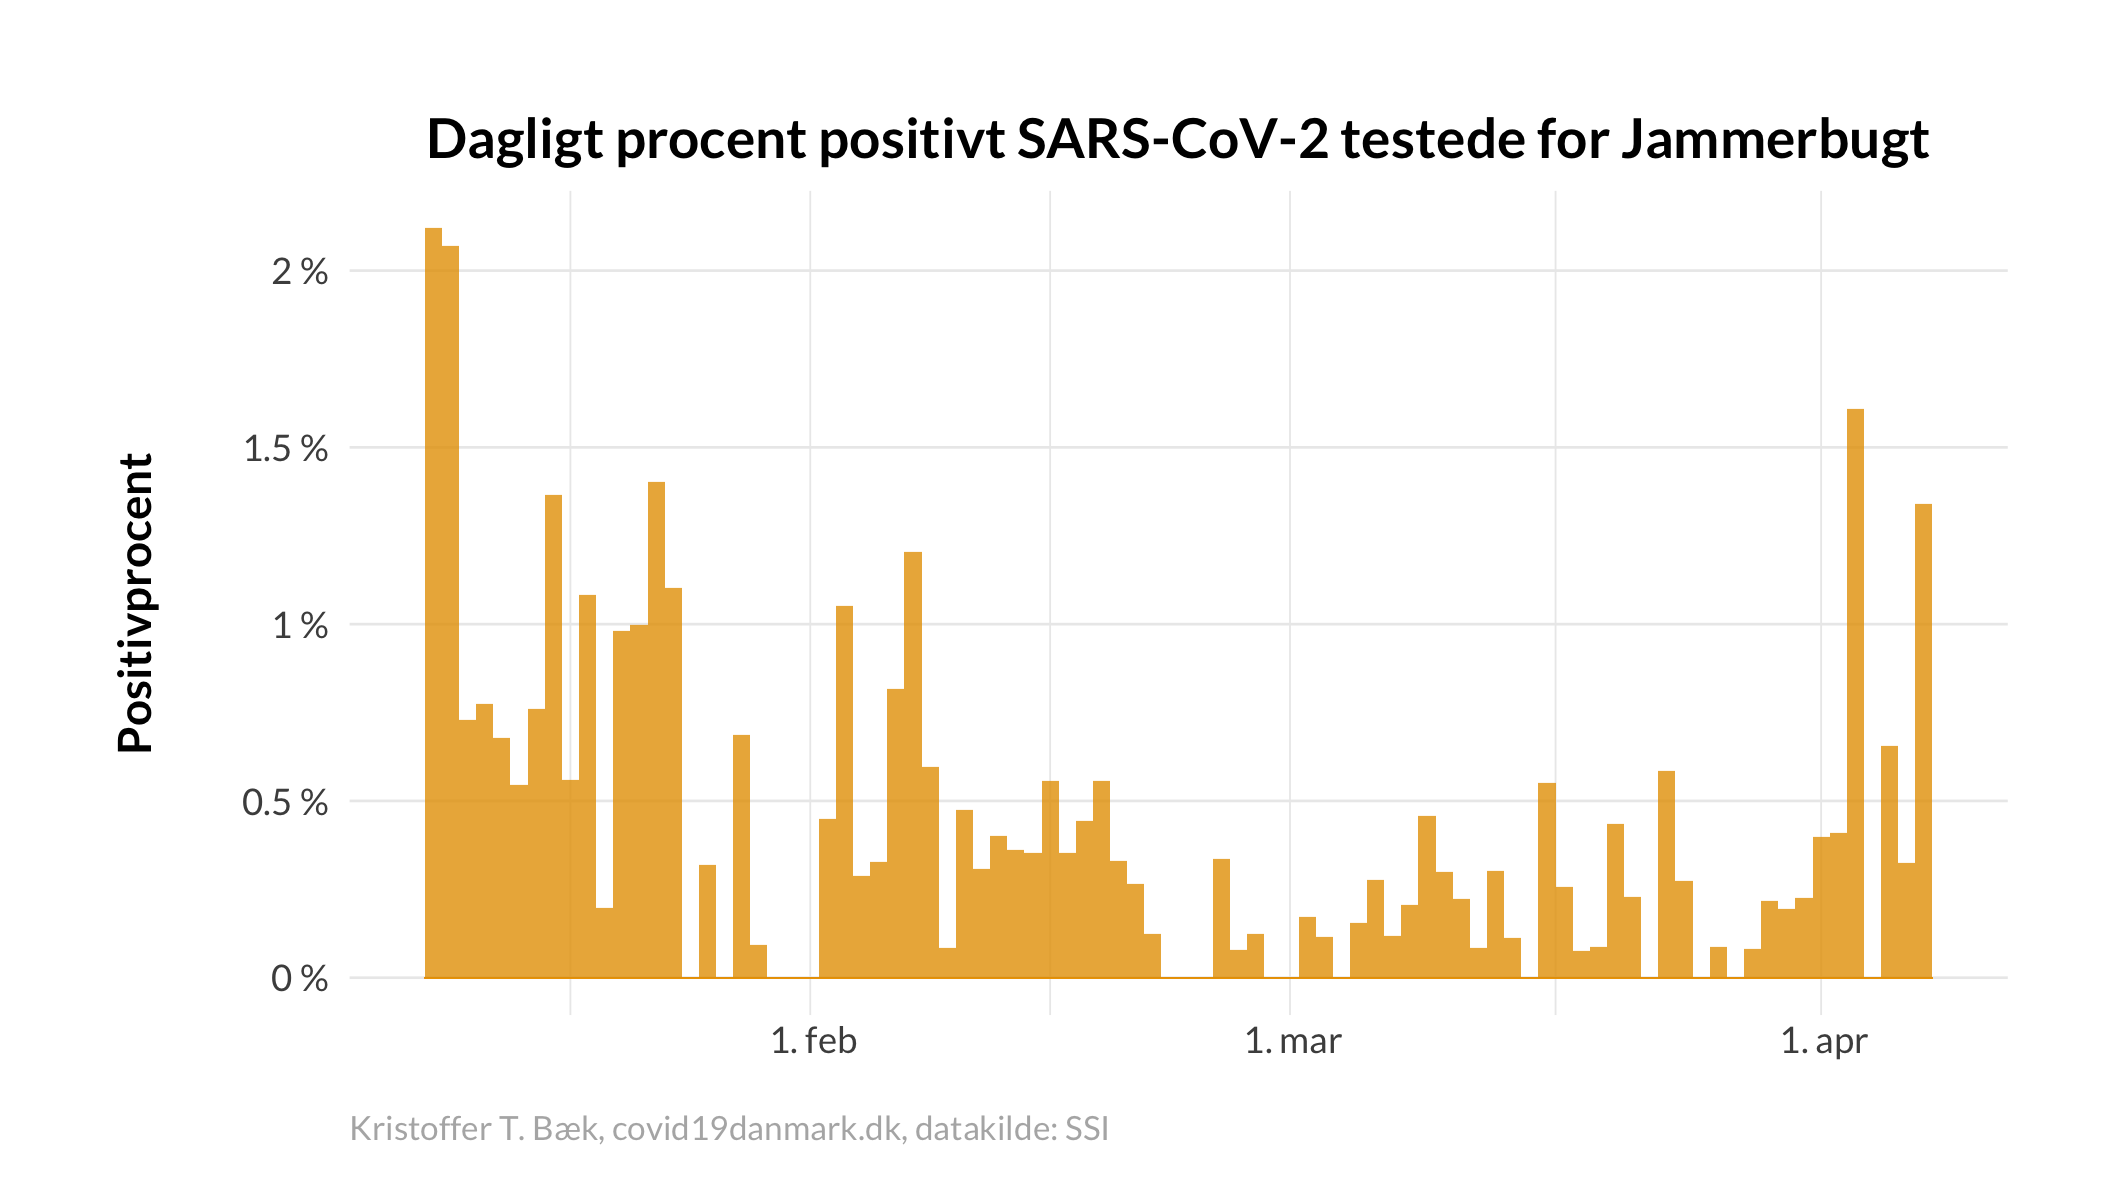 Dagligt procent positivt SARS-CoV-2 testede for Jammerbugt
Positivprocent
2 %
1.5 %
1 %
0.5 %
0 %
1. feb
1. mar
1. apr
Kristoffer T. Bæk, covid19danmark.dk, datakilde: SSI